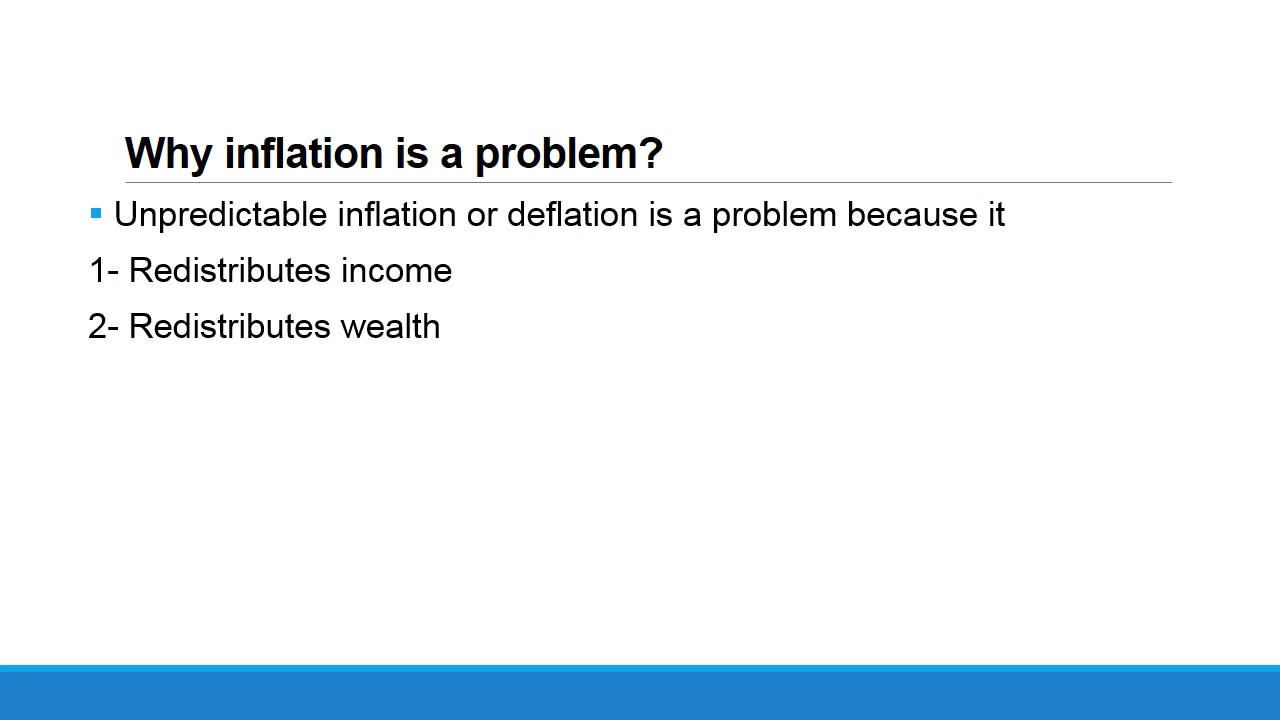 Why inflation is a problem?
▪ Unpredictable inflation or deflation is a problem because it
1- Redistributes income
2- Redistributes wealth